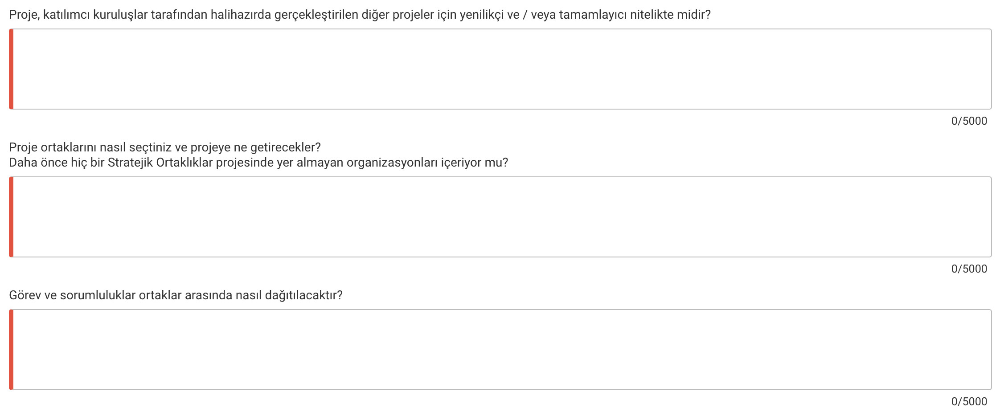 Proje, katılımcı kuruluşlar tarafından halihazırda gerçekleştirilen diğer projeler için yenilikçi ve / veya tamamlayıcı nitelikte midir?
0/5000
Proje ortaklarını nasıl seçtiniz ve projeye ne getirecekler?
Daha önce hiç bir Stratejik Ortaklıklar projesinde yer almayan organizasyonları içeriyor mu?
0/5000
Görev ve sorumluluklar ortaklar arasında nasıl dağıtılacaktır?
0/5000